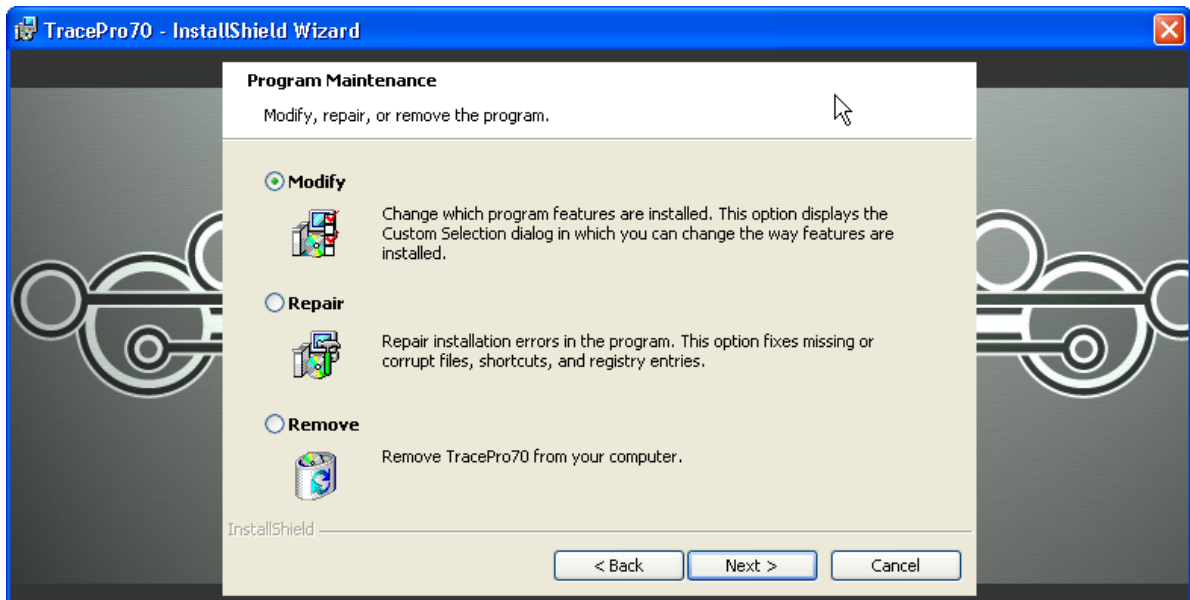 TracePro70 - InstallShield Wizard
Program Maintenance
Modify, repair, or remove the program.
Modify
Change which program features are installed. This option displays the
Custom Selection dialog in which you can change the way features are
installed.
Repair
Repair installation errors in the program. This option fixes missing or
corrupt files, shortcuts, and registry entries.
Remove
Remove TracePro70 from your computer.
InstallShield
< Back
Next >
Cancel